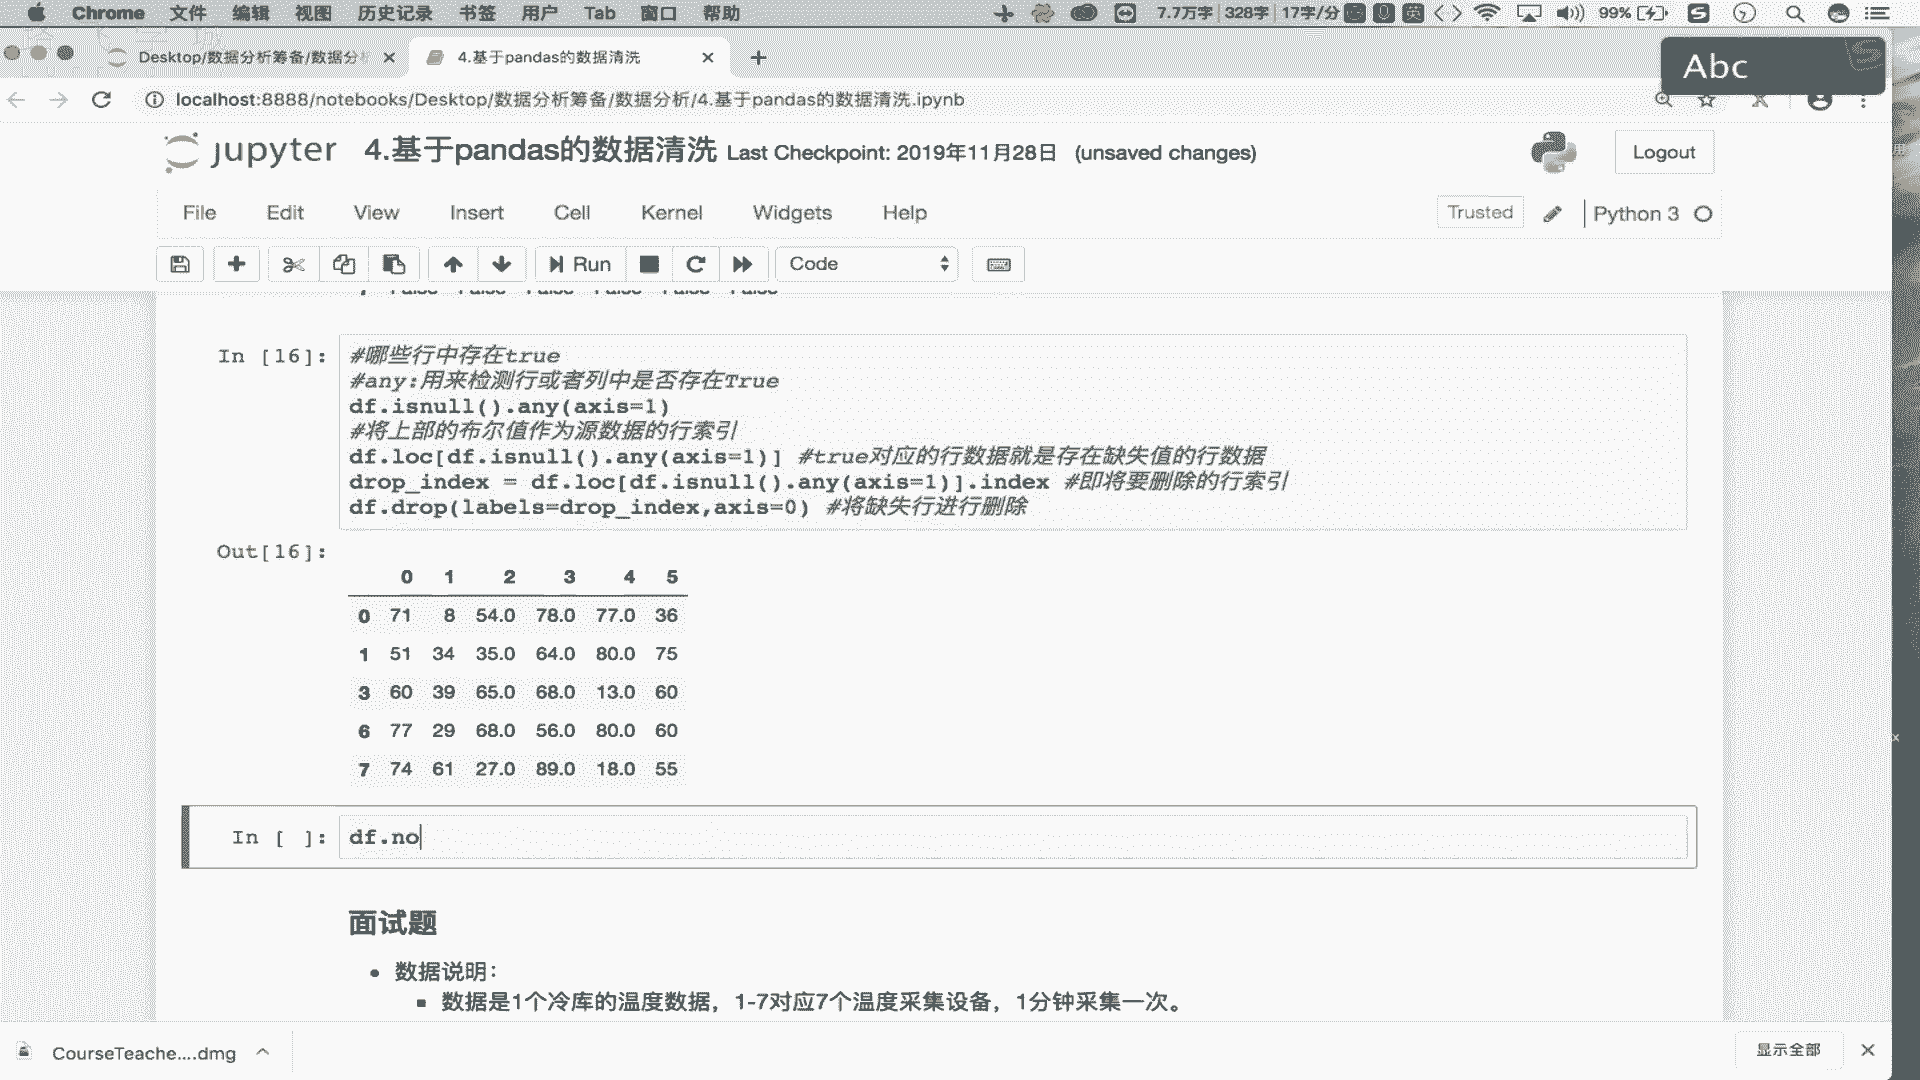 Chrome 文件 编辑 视图 历史记录 书签 用户 Tab 窗口 帮助 7.7万字 328字 17字/分 英 99%
Desktop/数据分析筹备/数据分 4.基于pandas的数据清洗
Abc
localhost:8888/notebooks/Desktop/数据分析筹备/数据分析/4.基于pandas的数据清洗.ipynb
jupyter 4.基于pandas的数据清洗 Last Checkpoint: 2019年11月28日 (unsaved changes) Logout
File Edit View Insert Cell Kernel Widgets Help Trusted Python 3
Run Code
7 False False False False False False
In [16]: #哪些行中存在true
#any:用来检测行或者列中是否存在True
df.isnull().any(axis=1)
#将上部的布尔值作为源数据的行索引
df.loc[df.isnull().any(axis=1)] #true对应的行数据就是存在缺失值的行数据
drop_index = df.loc[df.isnull().any(axis=1)].index #即将要删除的行索引
df.drop(labels=drop_index,axis=0) #将缺失行进行删除
Out[16]:
0 1 2 3 4 5
0 71 8 54.0 78.0 77.0 36
1 51 34 35.0 64.0 80.0 75
3 60 39 65.0 68.0 13.0 60
6 77 29 68.0 56.0 80.0 60
7 74 61 27.0 89.0 18.0 55
In [ ]: df.no
面试题
数据说明：
数据是1个冷库的温度数据，1-7对应7个温度采集设备，1分钟采集一次。
CourseTeache....dmg 显示全部